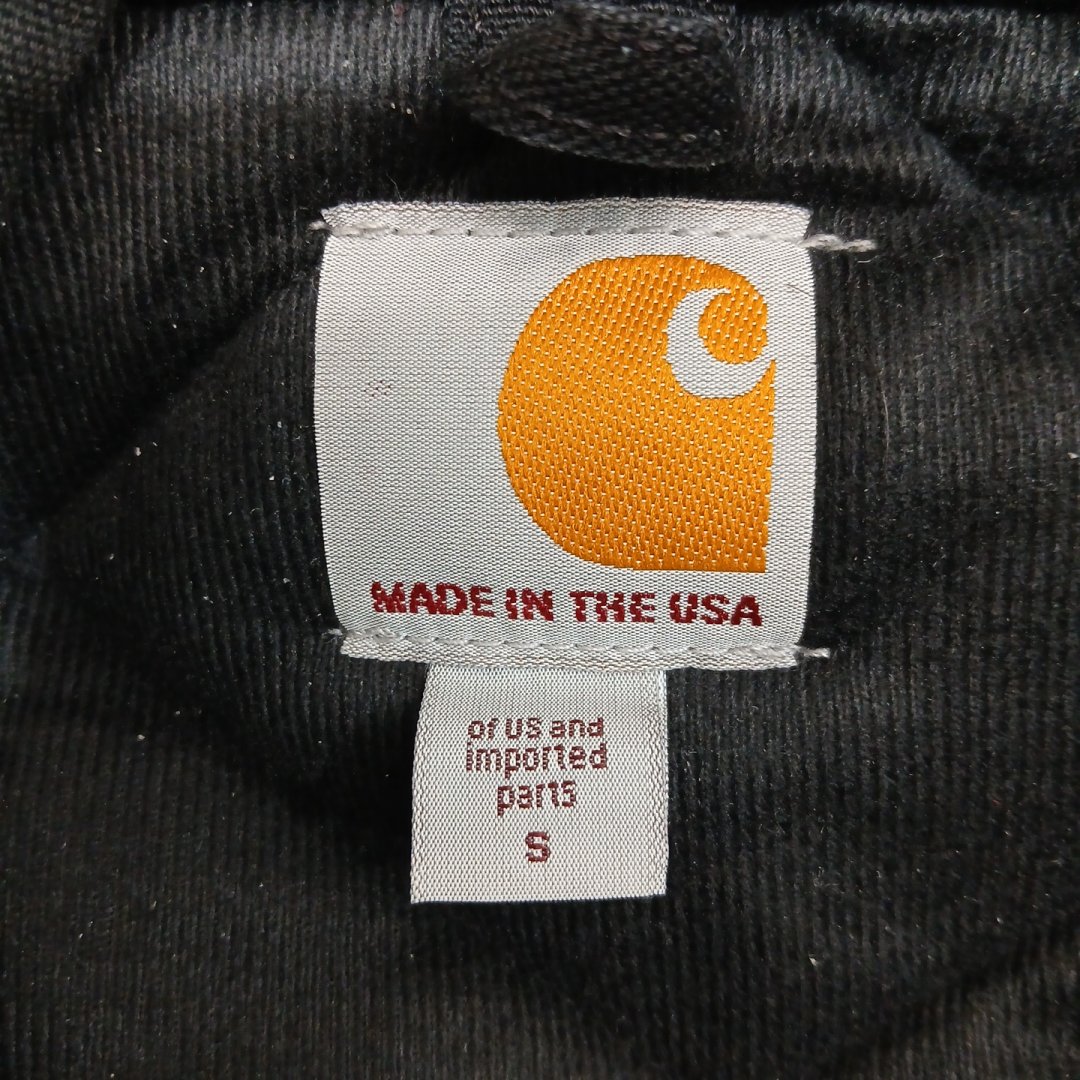 MADE IN THE USA
of US and
imported
parts
S